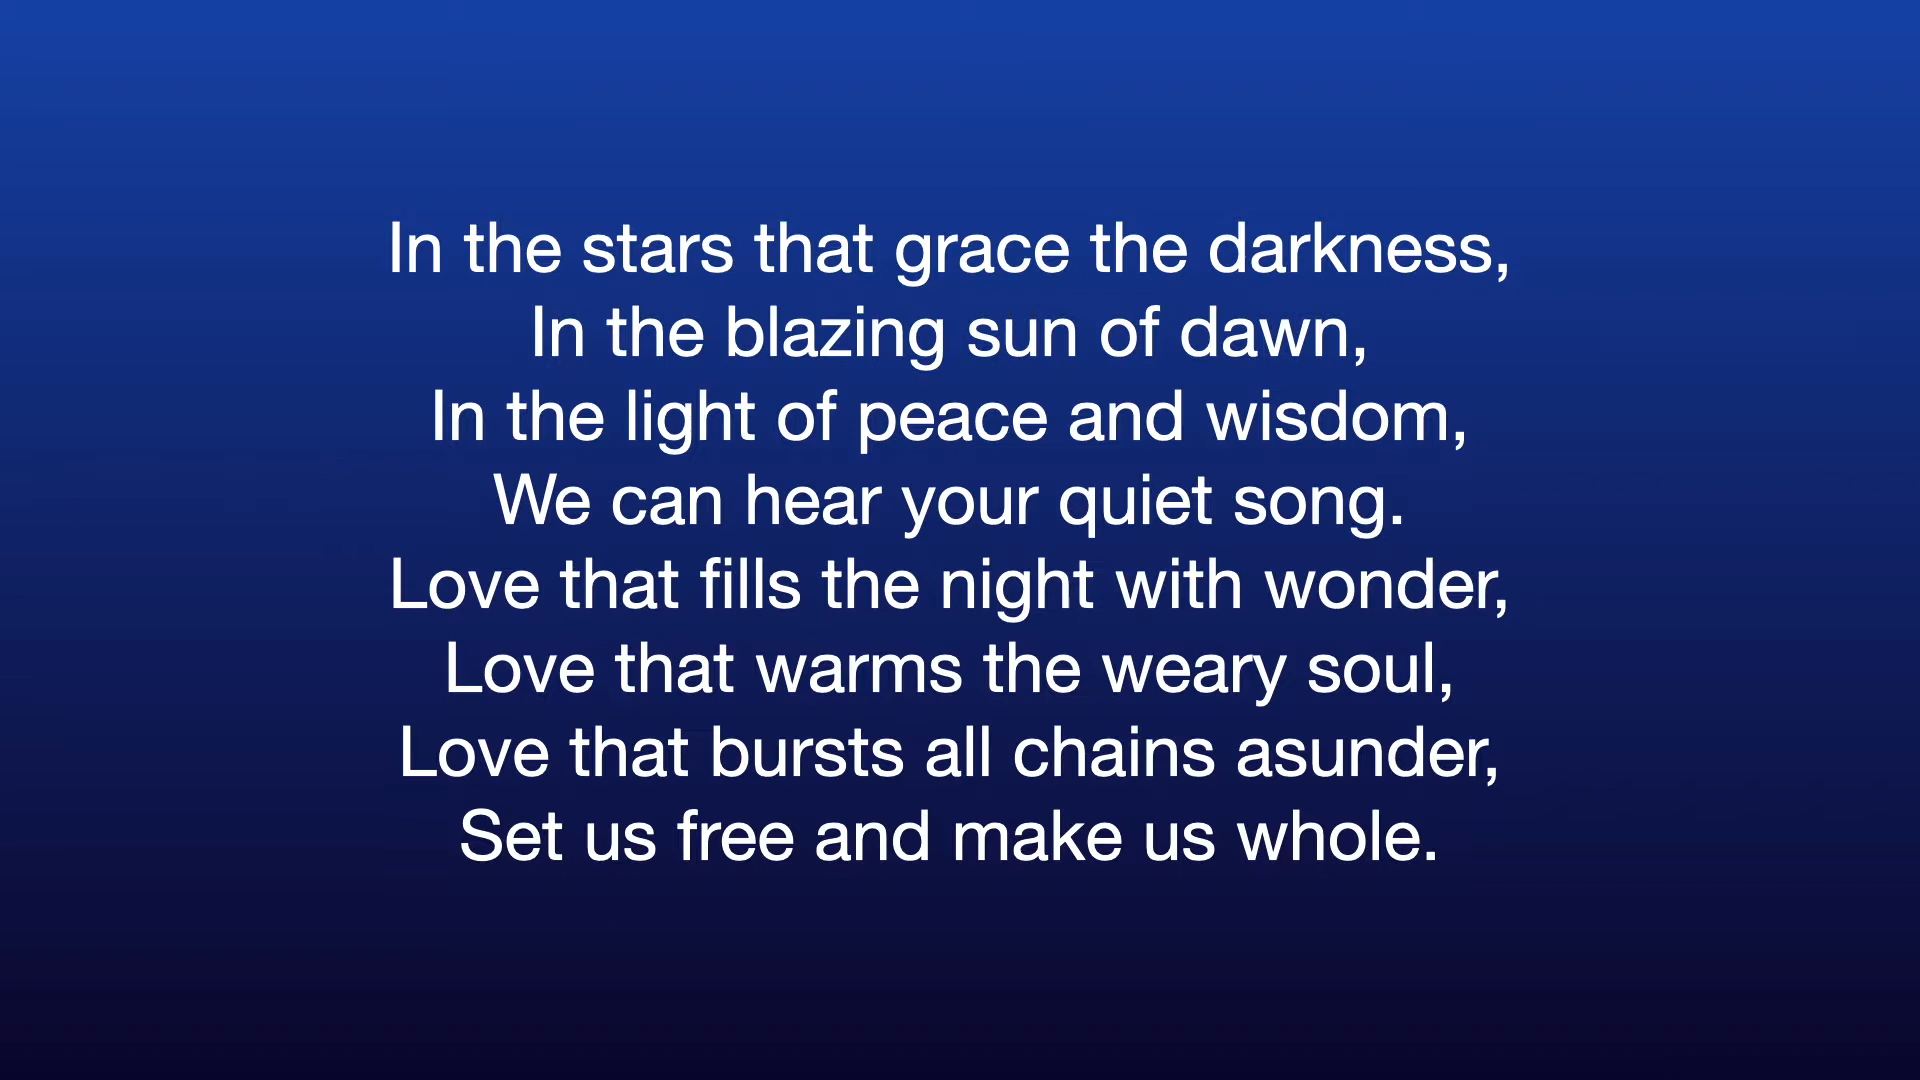 In the stars that grace the darkness,
In the blazing sun of dawn,
In the light of peace and wisdom,
We can hear your quiet song.
Love that fills the night with wonder,
Love that warms the weary soul,
Love that bursts all chains asunder,
Set us free and make us whole.